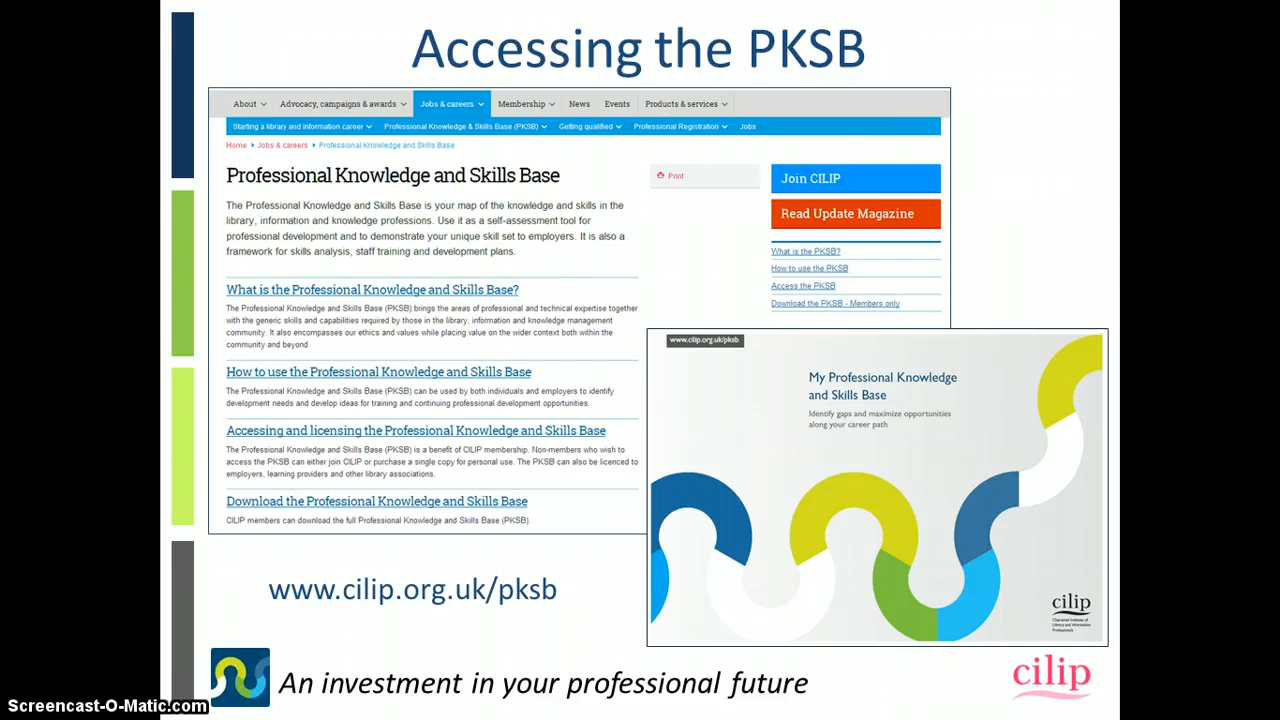 Accessing the PKSB
About
Advocacy, campaigns & awards
Jobs & careers
Membership
News
Events
Products & services
Starting a library and information career
Professional Knowledge & Skills Base (PKSB)
Getting qualified
Professional Registration
Jobs
Home
Jobs & careers
Professional Knowledge and Skills Base
Professional Knowledge and Skills Base
The Professional Knowledge and Skills Base is your map of the knowledge and skills in the
library, information and knowledge professions. Use it as a self-assessment tool for
professional development and to demonstrate your unique skill set to employers. It is also a
framework for skills analysis, staff training and development plans.
What is the Professional Knowledge and Skills Base?
The Professional Knowledge and Skills Base (PKSB) brings the areas of professional and technical expertise together
with the generic skills and capabilities required by those in the library, information and knowledge management
community. It also encompasses our ethics and values while placing value on the wider context both within the
community and beyond
How to use the Professional Knowledge and Skills Base
The Professional Knowledge and Skills Base (PKSB) can be used by both individuals and employers to identify
development needs and develop ideas for training and continuing professional development opportunities.
Accessing and licensing the Professional Knowledge and Skills Base
The Professional Knowledge and Skills Base (PKSB) is a benefit of CILIP membership. Non-members who wish to
access the PKSB can either join CILIP or purchase a single copy for personal use. The PKSB can also be licenced to
employers, learning providers and other library associations.
Download the Professional Knowledge and Skills Base
CILIP members can download the full Professional Knowledge and Skills Base (PKSB).
Print
Join CILIP
Read Update Magazine
What is the PKSB?
How to use the PKSB
Access the PKSB
Download the PKSB - Members only
www.cilip.org.uk/pksb
My Professional Knowledge
and Skills Base
Identify gaps and maximize opportunities
along your career path
cilip
Chartered Institute of
Library and Information
Professionals
www.cilip.org.uk/pksb
An investment in your professional future
cilip
Screencast-O-Matic.com